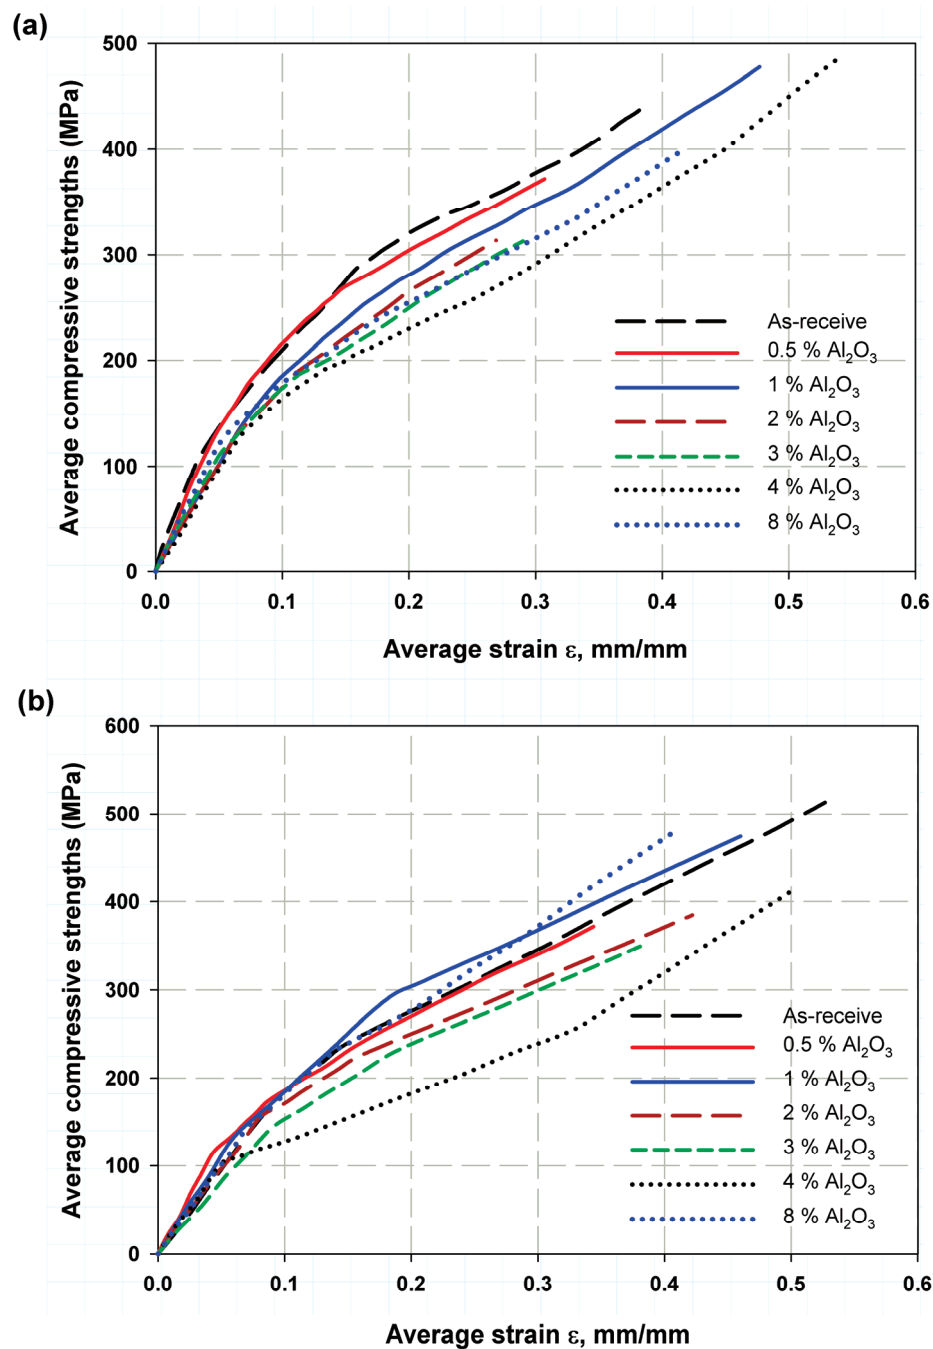 (a)
500
400
300
200
100
0
Average compressive strengths (MPa)
As-receive
0.5 % Al₂O₃
1 % Al₂O₃
2 % Al₂O₃
3 % Al₂O₃
4 % Al₂O₃
8 % Al₂O₃
0.0 0.1 0.2 0.3 0.4 0.5 0.6
Average strain ε, mm/mm
(b)
600
500
400
300
200
100
0
Average compressive strengths (MPa)
As-receive
0.5 % Al₂O₃
1 % Al₂O₃
2 % Al₂O₃
3 % Al₂O₃
4 % Al₂O₃
8 % Al₂O₃
0.0 0.1 0.2 0.3 0.4 0.5 0.6
Average strain ε, mm/mm